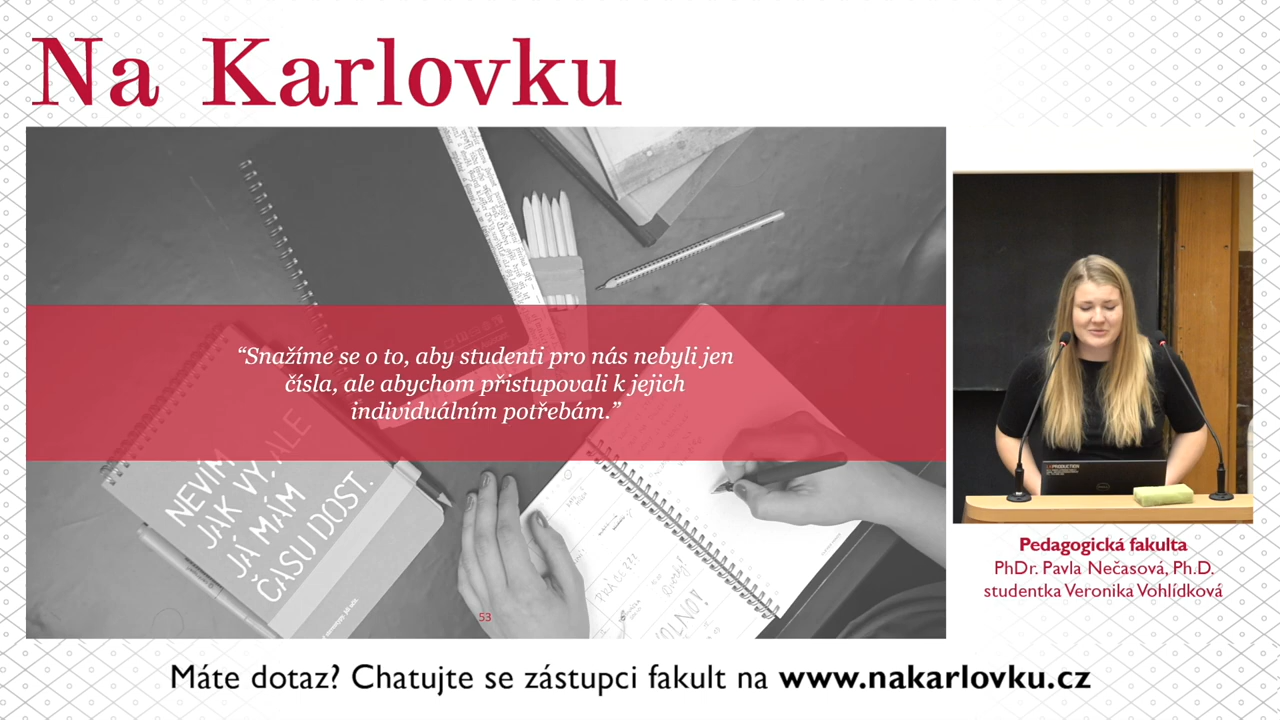 Na Karlovku
“Snažíme se o to, aby studenti pro nás nebyli jen
čísla, ale abychom přistupovali k jejich
individuálním potřebám.”
NEVÍM
JAK VY, ALE
JÁ MÁM
ČASU DOST
53
Pedagogická fakulta
PhDr. Pavla Nečasová, Ph.D.
studentka Veronika Vohlídková
Máte dotaz? Chatujte se zástupci fakult na www.nakarlovku.cz